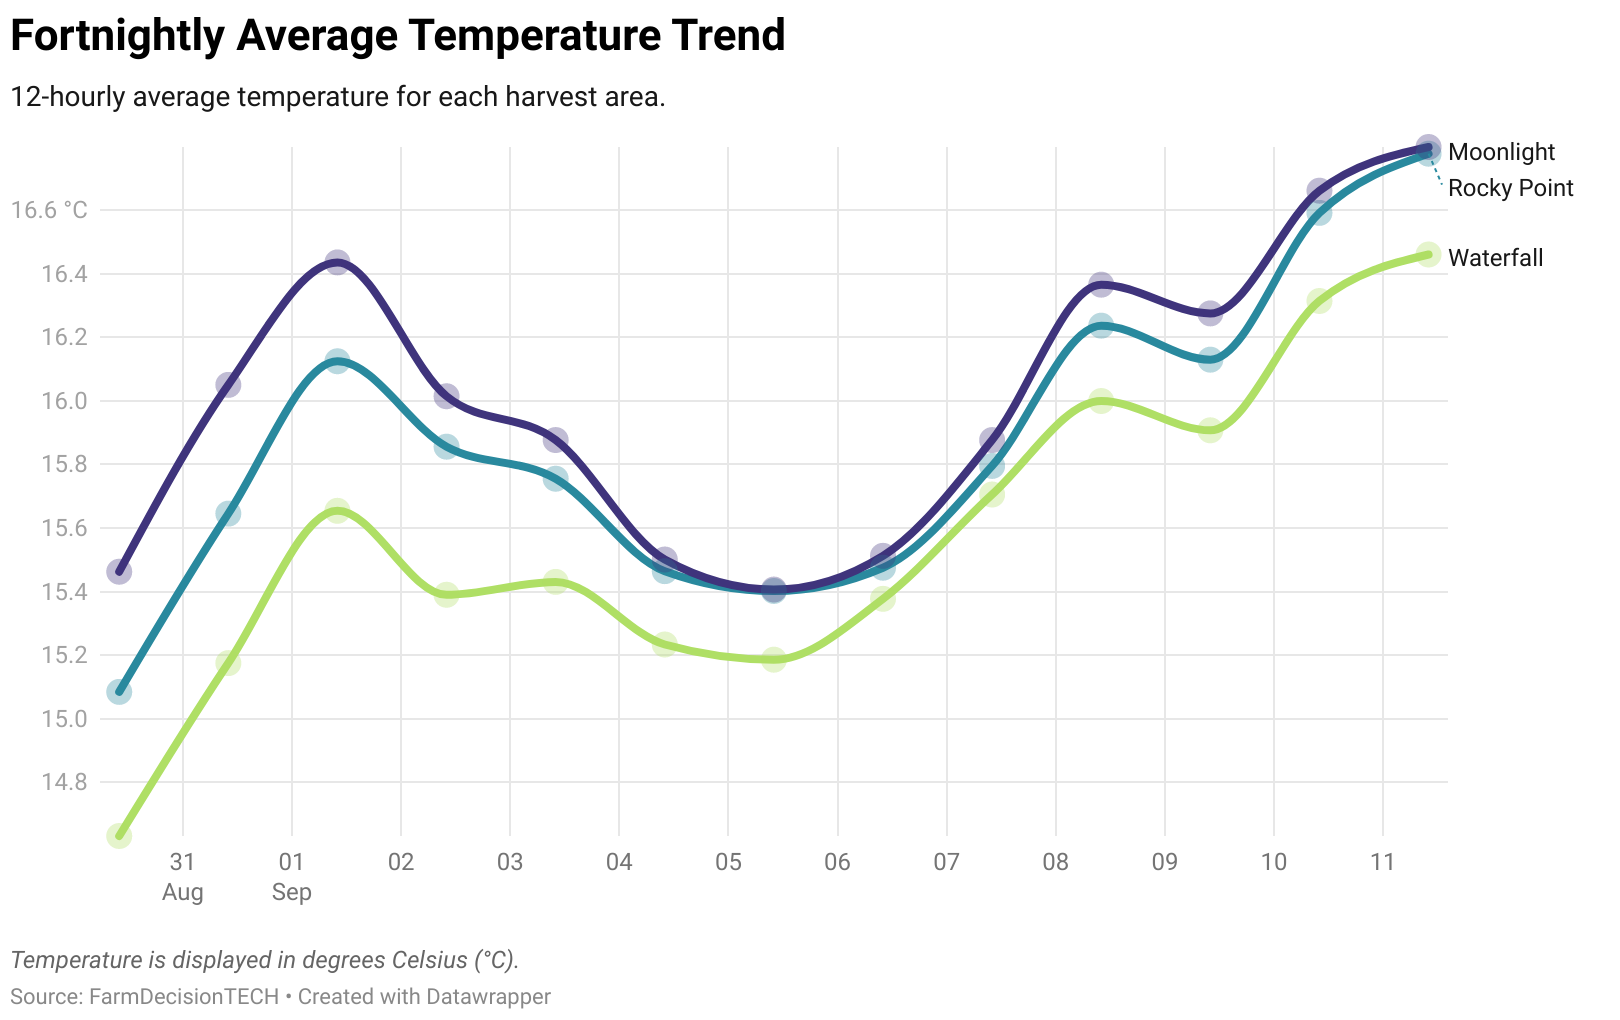 Fortnightly Average Temperature Trend
12-hourly average temperature for each harvest area.
Moonlight
Rocky Point
Waterfall
16.6 °C
16.4
16.2
16.0
15.8
15.6
15.4
15.2
15.0
14.8
31 01 02 03 04 05 06 07 08 09 10 11
Aug Sep
Temperature is displayed in degrees Celsius (°C).
Source: FarmDecisionTECH • Created with Datawrapper